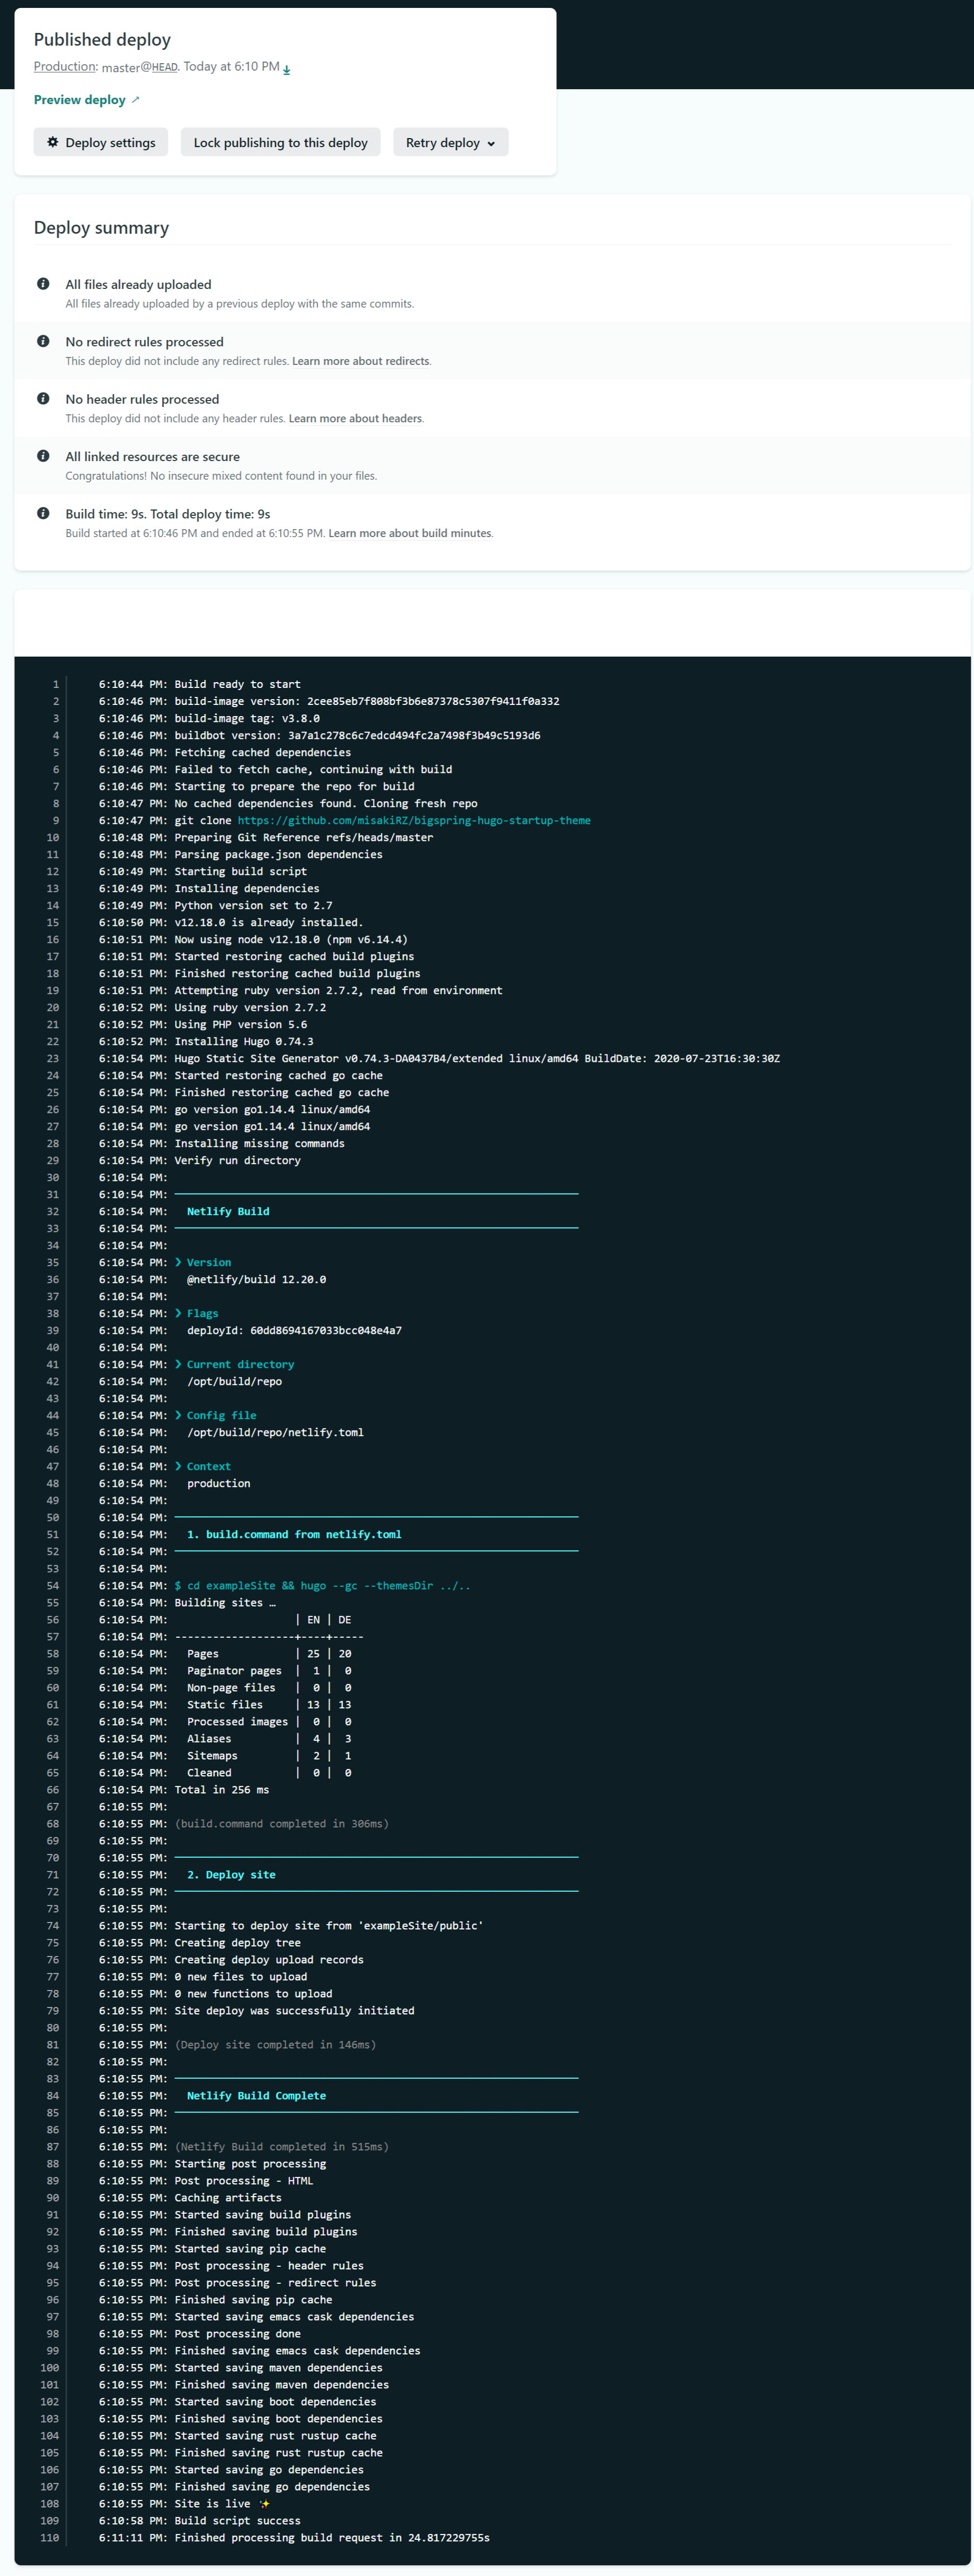 Published deploy
Production: master@HEAD. Today at 6:10 PM
Preview deploy ↗
Deploy settings
Lock publishing to this deploy
Retry deploy
Deploy summary
All files already uploaded
All files already uploaded by a previous deploy with the same commits.
No redirect rules processed
This deploy did not include any redirect rules. Learn more about redirects.
No header rules processed
This deploy did not include any header rules. Learn more about headers.
All linked resources are secure
Congratulations! No insecure mixed content found in your files.
Build time: 9s. Total deploy time: 9s
Build started at 6:10:46 PM and ended at 6:10:55 PM. Learn more about build minutes.
1 6:10:44 PM: Build ready to start
2 6:10:46 PM: build-image version: 2cee85eb7f808bf3b6e87378c5307f9411f0a332
3 6:10:46 PM: build-image tag: v3.8.0
4 6:10:46 PM: buildbot version: 3a7a1c278c6c7edcd494fc2a7498f3b49c5193d6
5 6:10:46 PM: Fetching cached dependencies
6 6:10:46 PM: Failed to fetch cache, continuing with build
7 6:10:46 PM: Starting to prepare the repo for build
8 6:10:47 PM: No cached dependencies found. Cloning fresh repo
9 6:10:47 PM: git clone https://github.com/misakiRZ/bigspring-hugo-startup-theme
10 6:10:48 PM: Preparing Git Reference refs/heads/master
11 6:10:48 PM: Parsing package.json dependencies
12 6:10:49 PM: Starting build script
13 6:10:49 PM: Installing dependencies
14 6:10:49 PM: Python version set to 2.7
15 6:10:50 PM: v12.18.0 is already installed.
16 6:10:51 PM: Now using node v12.18.0 (npm v6.14.4)
17 6:10:51 PM: Started restoring cached build plugins
18 6:10:51 PM: Finished restoring cached build plugins
19 6:10:51 PM: Attempting ruby version 2.7.2, read from environment
20 6:10:52 PM: Using ruby version 2.7.2
21 6:10:52 PM: Using PHP version 5.6
22 6:10:52 PM: Installing Hugo 0.74.3
23 6:10:54 PM: Hugo Static Site Generator v0.74.3-DA0437B4/extended linux/amd64 BuildDate: 2020-07-23T16:30:30Z
24 6:10:54 PM: Started restoring cached go cache
25 6:10:54 PM: Finished restoring cached go cache
26 6:10:54 PM: go version go1.14.4 linux/amd64
27 6:10:54 PM: go version go1.14.4 linux/amd64
28 6:10:54 PM: Installing missing commands
29 6:10:54 PM: Verify run directory
30 6:10:54 PM:
31 6:10:54 PM: ────────────────────────────────────────────────────────────────
32 6:10:54 PM:   Netlify Build
33 6:10:54 PM: ────────────────────────────────────────────────────────────────
34 6:10:54 PM:
35 6:10:54 PM: ❯ Version
36 6:10:54 PM:   @netlify/build 12.20.0
37 6:10:54 PM:
38 6:10:54 PM: ❯ Flags
39 6:10:54 PM:   deployId: 60dd8694167033bcc048e4a7
40 6:10:54 PM:
41 6:10:54 PM: ❯ Current directory
42 6:10:54 PM:   /opt/build/repo
43 6:10:54 PM:
44 6:10:54 PM: ❯ Config file
45 6:10:54 PM:   /opt/build/repo/netlify.toml
46 6:10:54 PM:
47 6:10:54 PM: ❯ Context
48 6:10:54 PM:   production
49 6:10:54 PM:
50 6:10:54 PM: ────────────────────────────────────────────────────────────────
51 6:10:54 PM:   1. build.command from netlify.toml
52 6:10:54 PM: ────────────────────────────────────────────────────────────────
53 6:10:54 PM:
54 6:10:54 PM: $ cd exampleSite && hugo --gc --themesDir ../..
55 6:10:54 PM: Building sites …
56 6:10:54 PM:                    | EN | DE
57 6:10:54 PM: -------------------+----+-----
58 6:10:54 PM:   Pages            | 25 | 20
59 6:10:54 PM:   Paginator pages  |  1 |  0
60 6:10:54 PM:   Non-page files   |  0 |  0
61 6:10:54 PM:   Static files     | 13 | 13
62 6:10:54 PM:   Processed images |  0 |  0
63 6:10:54 PM:   Aliases          |  4 |  3
64 6:10:54 PM:   Sitemaps         |  2 |  1
65 6:10:54 PM:   Cleaned          |  0 |  0
66 6:10:54 PM: Total in 256 ms
67 6:10:55 PM:
68 6:10:55 PM: (build.command completed in 306ms)
69 6:10:55 PM:
70 6:10:55 PM: ────────────────────────────────────────────────────────────────
71 6:10:55 PM:   2. Deploy site
72 6:10:55 PM: ────────────────────────────────────────────────────────────────
73 6:10:55 PM:
74 6:10:55 PM: Starting to deploy site from 'exampleSite/public'
75 6:10:55 PM: Creating deploy tree
76 6:10:55 PM: Creating deploy upload records
77 6:10:55 PM: 0 new files to upload
78 6:10:55 PM: 0 new functions to upload
79 6:10:55 PM: Site deploy was successfully initiated
80 6:10:55 PM:
81 6:10:55 PM: (Deploy site completed in 146ms)
82 6:10:55 PM:
83 6:10:55 PM: ────────────────────────────────────────────────────────────────
84 6:10:55 PM:   Netlify Build Complete
85 6:10:55 PM: ────────────────────────────────────────────────────────────────
86 6:10:55 PM:
87 6:10:55 PM: (Netlify Build completed in 515ms)
88 6:10:55 PM: Starting post processing
89 6:10:55 PM: Post processing - HTML
90 6:10:55 PM: Caching artifacts
91 6:10:55 PM: Started saving build plugins
92 6:10:55 PM: Finished saving build plugins
93 6:10:55 PM: Started saving pip cache
94 6:10:55 PM: Post processing - header rules
95 6:10:55 PM: Post processing - redirect rules
96 6:10:55 PM: Finished saving pip cache
97 6:10:55 PM: Started saving emacs cask dependencies
98 6:10:55 PM: Post processing done
99 6:10:55 PM: Finished saving emacs cask dependencies
100 6:10:55 PM: Started saving maven dependencies
101 6:10:55 PM: Finished saving maven dependencies
102 6:10:55 PM: Started saving boot dependencies
103 6:10:55 PM: Finished saving boot dependencies
104 6:10:55 PM: Started saving rust rustup cache
105 6:10:55 PM: Finished saving rust rustup cache
106 6:10:55 PM: Started saving go dependencies
107 6:10:55 PM: Finished saving go dependencies
108 6:10:55 PM: Site is live ✨
109 6:10:58 PM: Build script success
110 6:11:11 PM: Finished processing build request in 24.817229755s